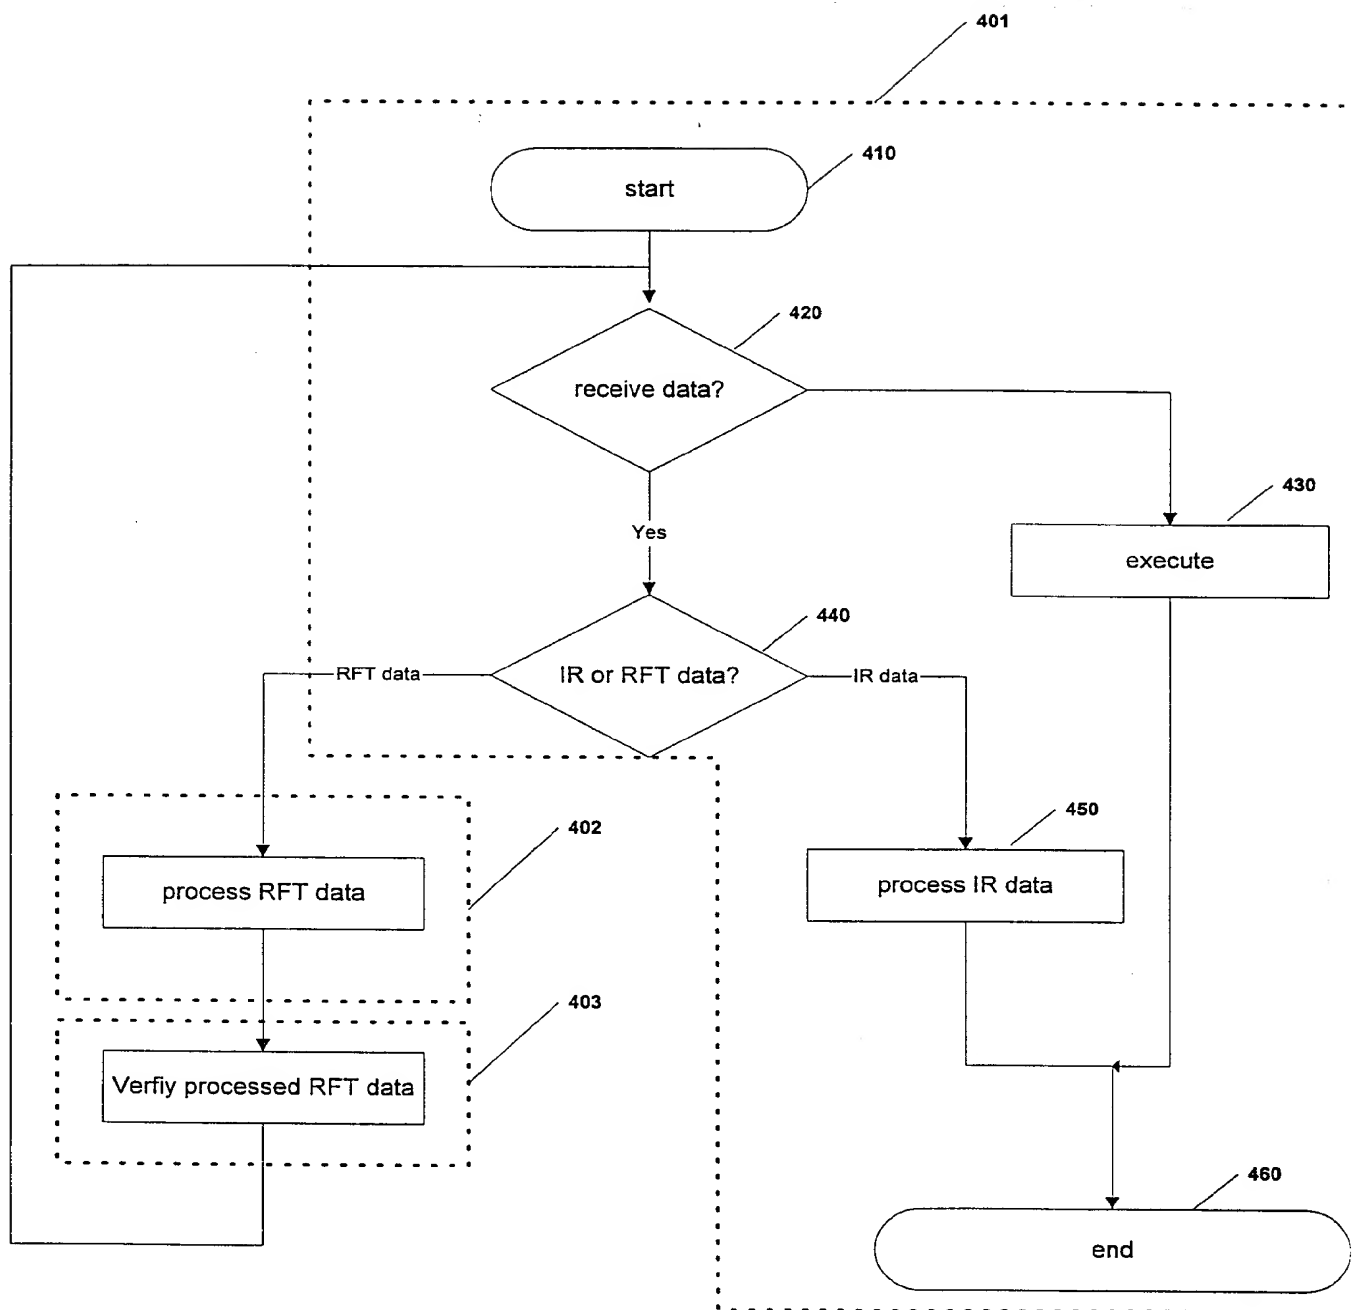 401
410
start
420
receive data?
430
Yes
execute
440
RFT data
IR or RFT data?
IR data
450
402
process RFT data
process IR data
403
Verfiy processed RFT data
460
end